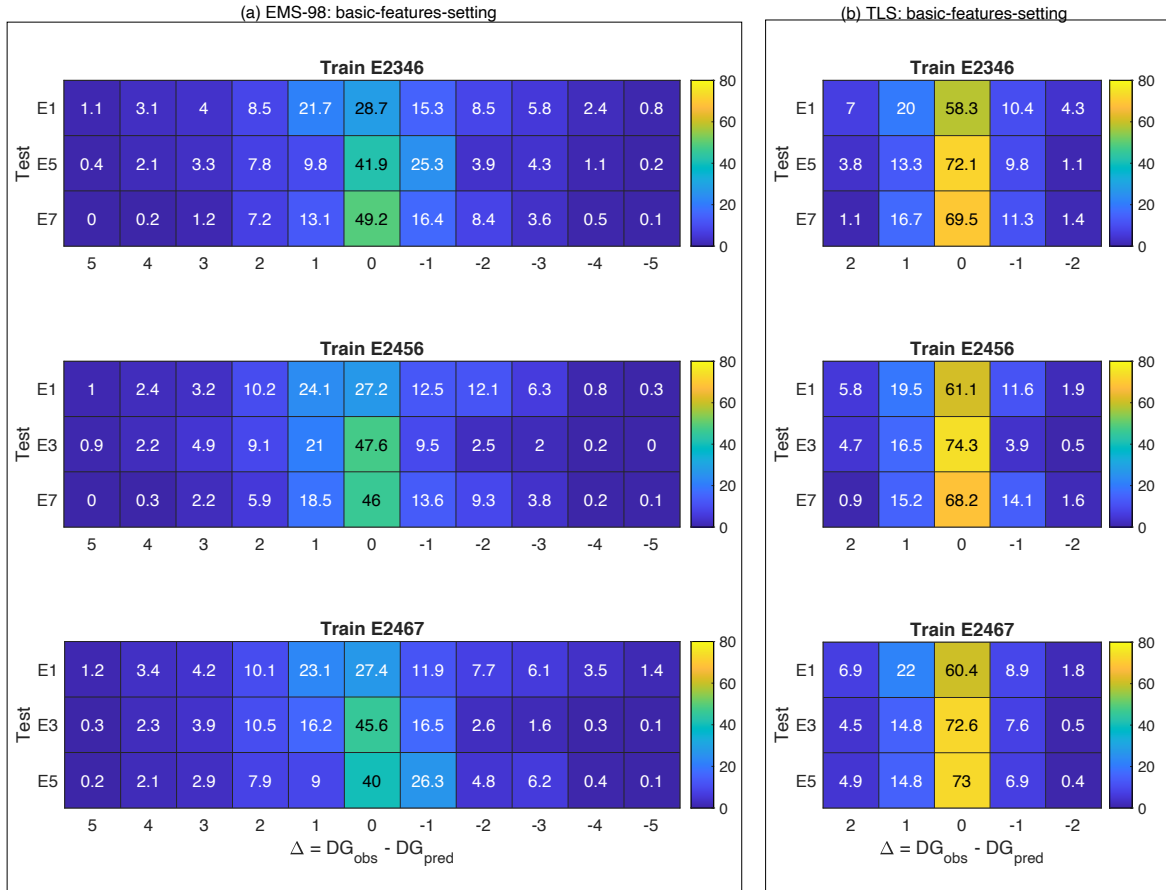 (a) EMS-98: basic-features-setting
Train E2346
Test
E1 1.1 3.1 4 8.5 21.7 28.7 15.3 8.5 5.8 2.4 0.8
E5 0.4 2.1 3.3 7.8 9.8 41.9 25.3 3.9 4.3 1.1 0.2
E7 0 0.2 1.2 7.2 13.1 49.2 16.4 8.4 3.6 0.5 0.1
5 4 3 2 1 0 -1 -2 -3 -4 -5
80
60
40
20
0
Train E2456
Test
E1 1 2.4 3.2 10.2 24.1 27.2 12.5 12.1 6.3 0.8 0.3
E3 0.9 2.2 4.9 9.1 21 47.6 9.5 2.5 2 0.2 0
E7 0 0.3 2.2 5.9 18.5 46 13.6 9.3 3.8 0.2 0.1
5 4 3 2 1 0 -1 -2 -3 -4 -5
80
60
40
20
0
Train E2467
Test
E1 1.2 3.4 4.2 10.1 23.1 27.4 11.9 7.7 6.1 3.5 1.4
E3 0.3 2.3 3.9 10.5 16.2 45.6 16.5 2.6 1.6 0.3 0.1
E5 0.2 2.1 2.9 7.9 9 40 26.3 4.8 6.2 0.4 0.1
5 4 3 2 1 0 -1 -2 -3 -4 -5
Δ = DG_obs - DG_pred
80
60
40
20
0
(b) TLS: basic-features-setting
Train E2346
E1 7 20 58.3 10.4 4.3
E5 3.8 13.3 72.1 9.8 1.1
E7 1.1 16.7 69.5 11.3 1.4
2 1 0 -1 -2
80
60
40
20
0
Test
Train E2456
E1 5.8 19.5 61.1 11.6 1.9
E3 4.7 16.5 74.3 3.9 0.5
E7 0.9 15.2 68.2 14.1 1.6
2 1 0 -1 -2
80
60
40
20
0
Test
Train E2467
E1 6.9 22 60.4 8.9 1.8
E3 4.5 14.8 72.6 7.6 0.5
E5 4.9 14.8 73 6.9 0.4
2 1 0 -1 -2
Δ = DG_obs - DG_pred
80
60
40
20
0
Test